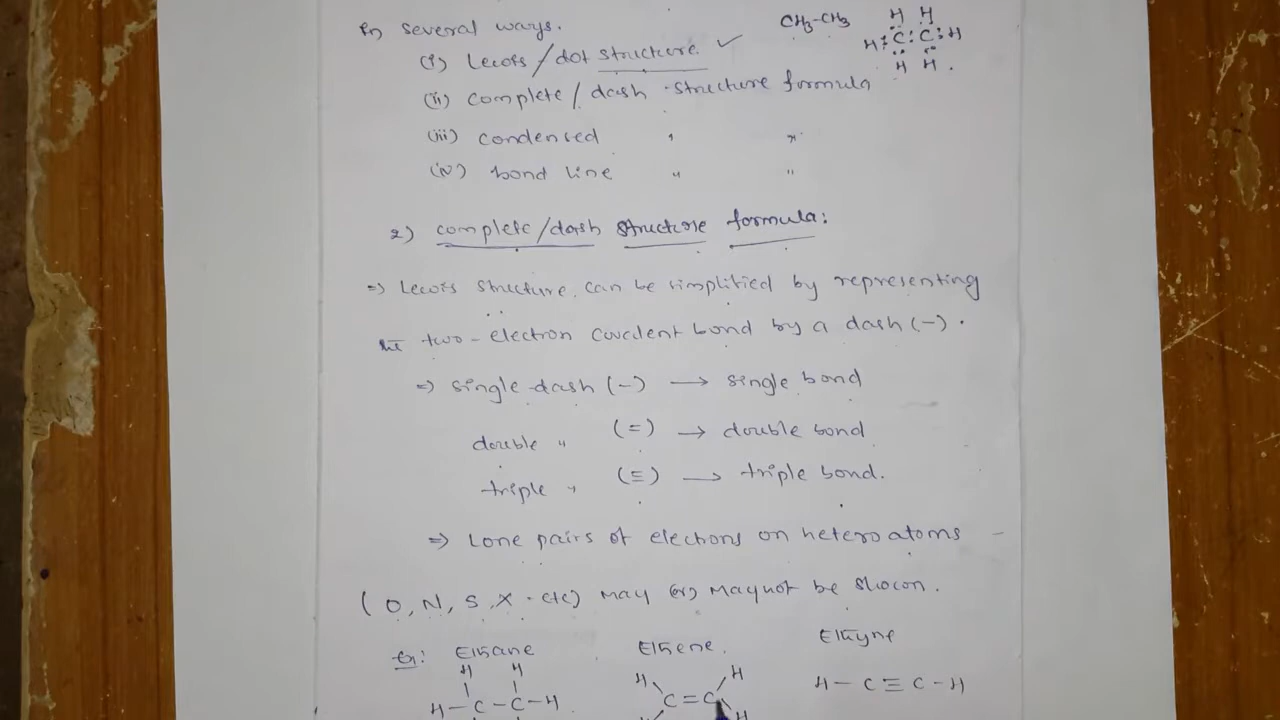 in several ways. CH3-CH3
(i) Lewis/dot structure ✓
(ii) complete/dash structure formula
(iii) condensed " "
(iv) bond line " "
H H
H : C : C : H
H H .
2) complete/dash structure formula:
⇒ Lewis structure can be simplified by representing
two-electron covalent bond by a dash (-).
⇒ single dash (-) → single bond
double " (=) → double bond
triple " (≡) → triple bond.
⇒ Lone pairs of electrons on hetero atoms -
(O, N, S, X etc) may (or) may not be shown.
Ex: Ethane Ethene. Ethyne
H H
H-C-C-H
H H
C=C
H
H-C≡C-H